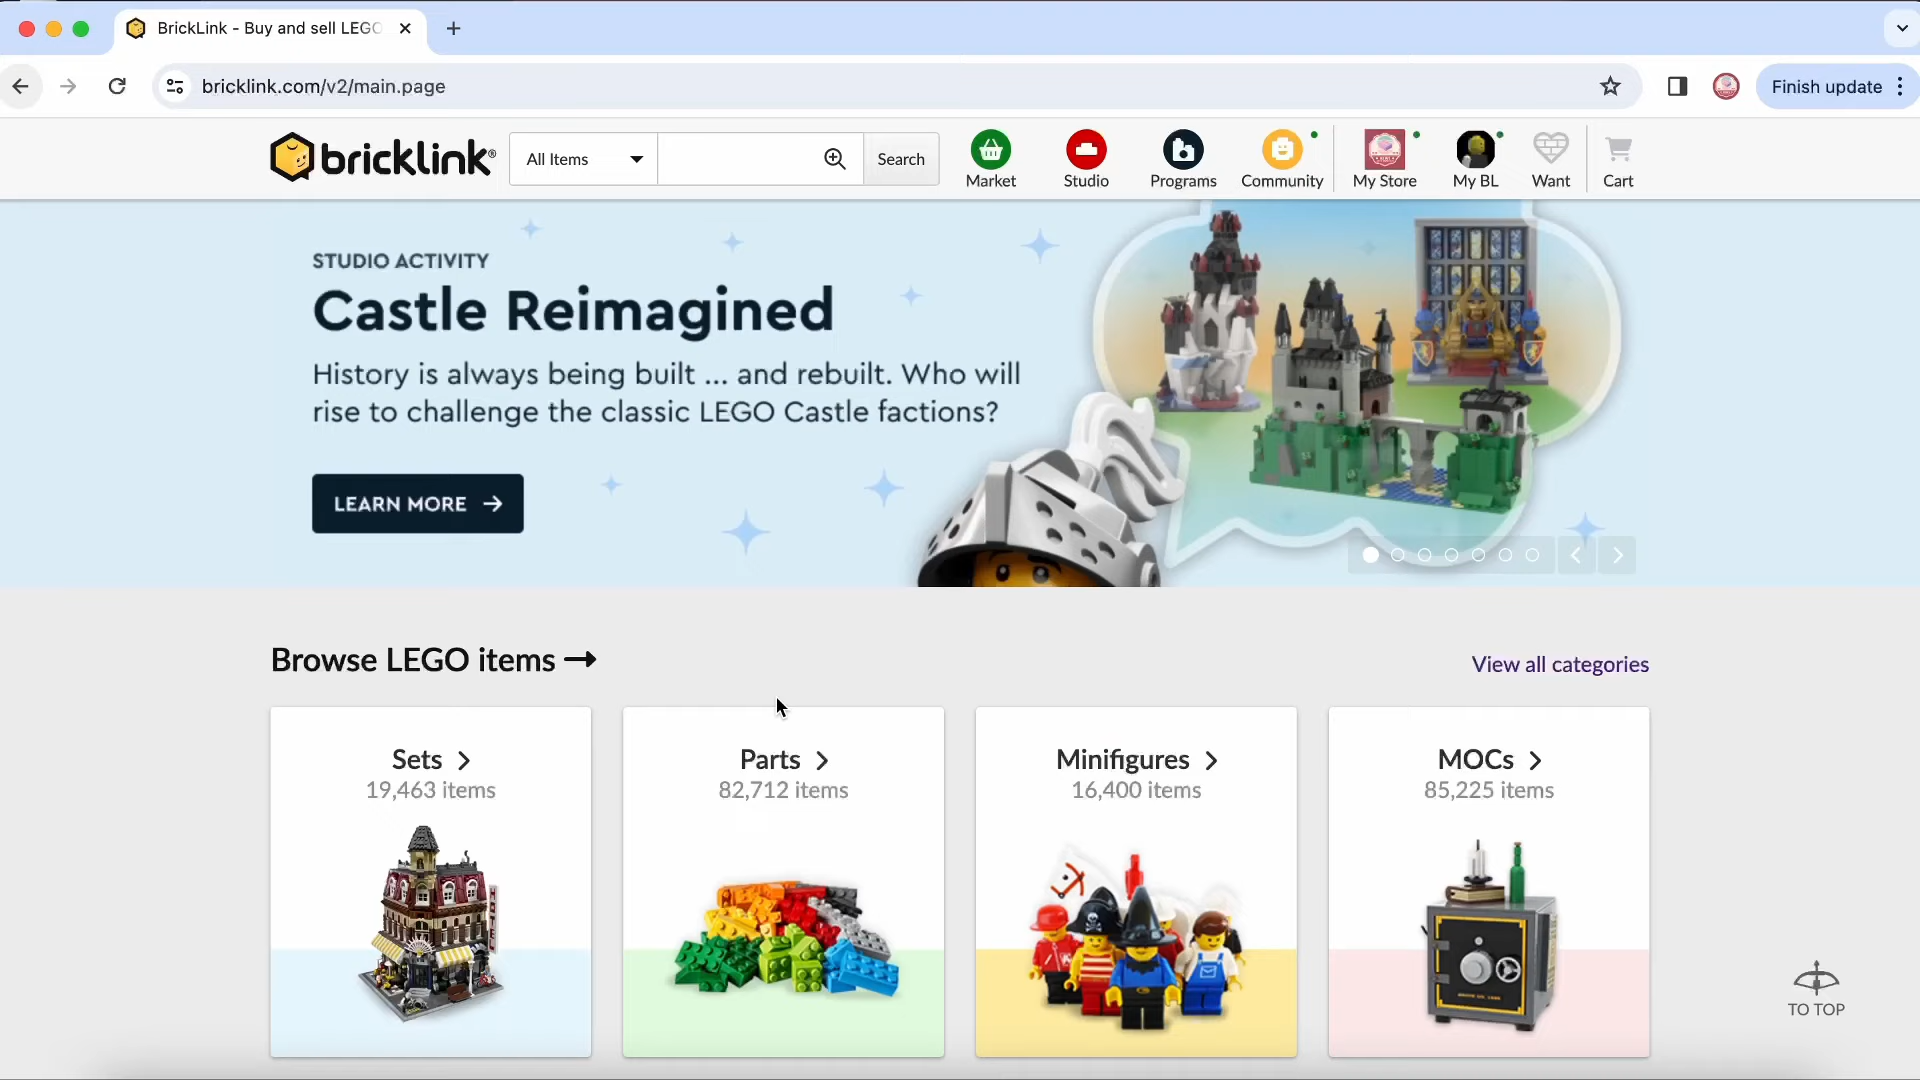 BrickLink - Buy and sell LEGO
bricklink.com/v2/main.page
Finish update
bricklink®
All Items
Search
Market
Studio
Programs
Community
My Store
My BL
Want
Cart
STUDIO ACTIVITY
Castle Reimagined
History is always being built ... and rebuilt. Who will
rise to challenge the classic LEGO Castle factions?
LEARN MORE →
Browse LEGO items
View all categories
Sets
19,463 items
Parts
82,712 items
Minifigures
16,400 items
MOCs
85,225 items
HOTEL
TO TOP